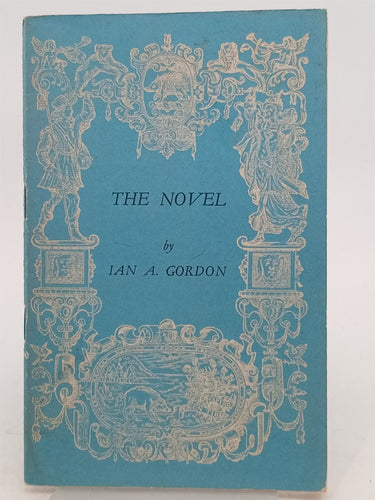 THE NOVEL
by
IAN A. GORDON